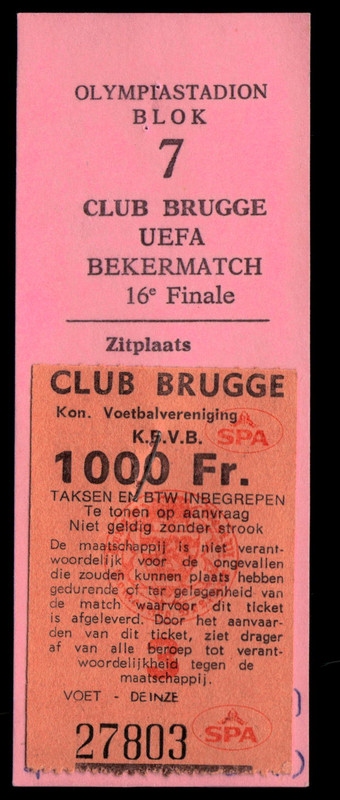 OLYMPIASTADION
BLOK
7
CLUB BRUGGE
UEFA
BEKERMATCH
16e Finale
Zitplaats
CLUB BRUGGE
Kon. Voetbalvereniging
K.B.V.B.
SPA
1000 Fr.
TAKSEN EN BTW INBEGREPEN
Te tonen op aanvraag
Niet geldig zonder strook
De maatschappij is niet verant-
woordelijk voor de ongevallen
die zouden kunnen plaats hebben
gedurende of ter gelegenheid van
de match waarvoor dit ticket
is afgeleverd. Door het aanvaar-
den van dit ticket, ziet drager
af van alle beroep tot verant-
woordelijkheid tegen de
maatschappij.
VOET - DEINZE
27803
SPA